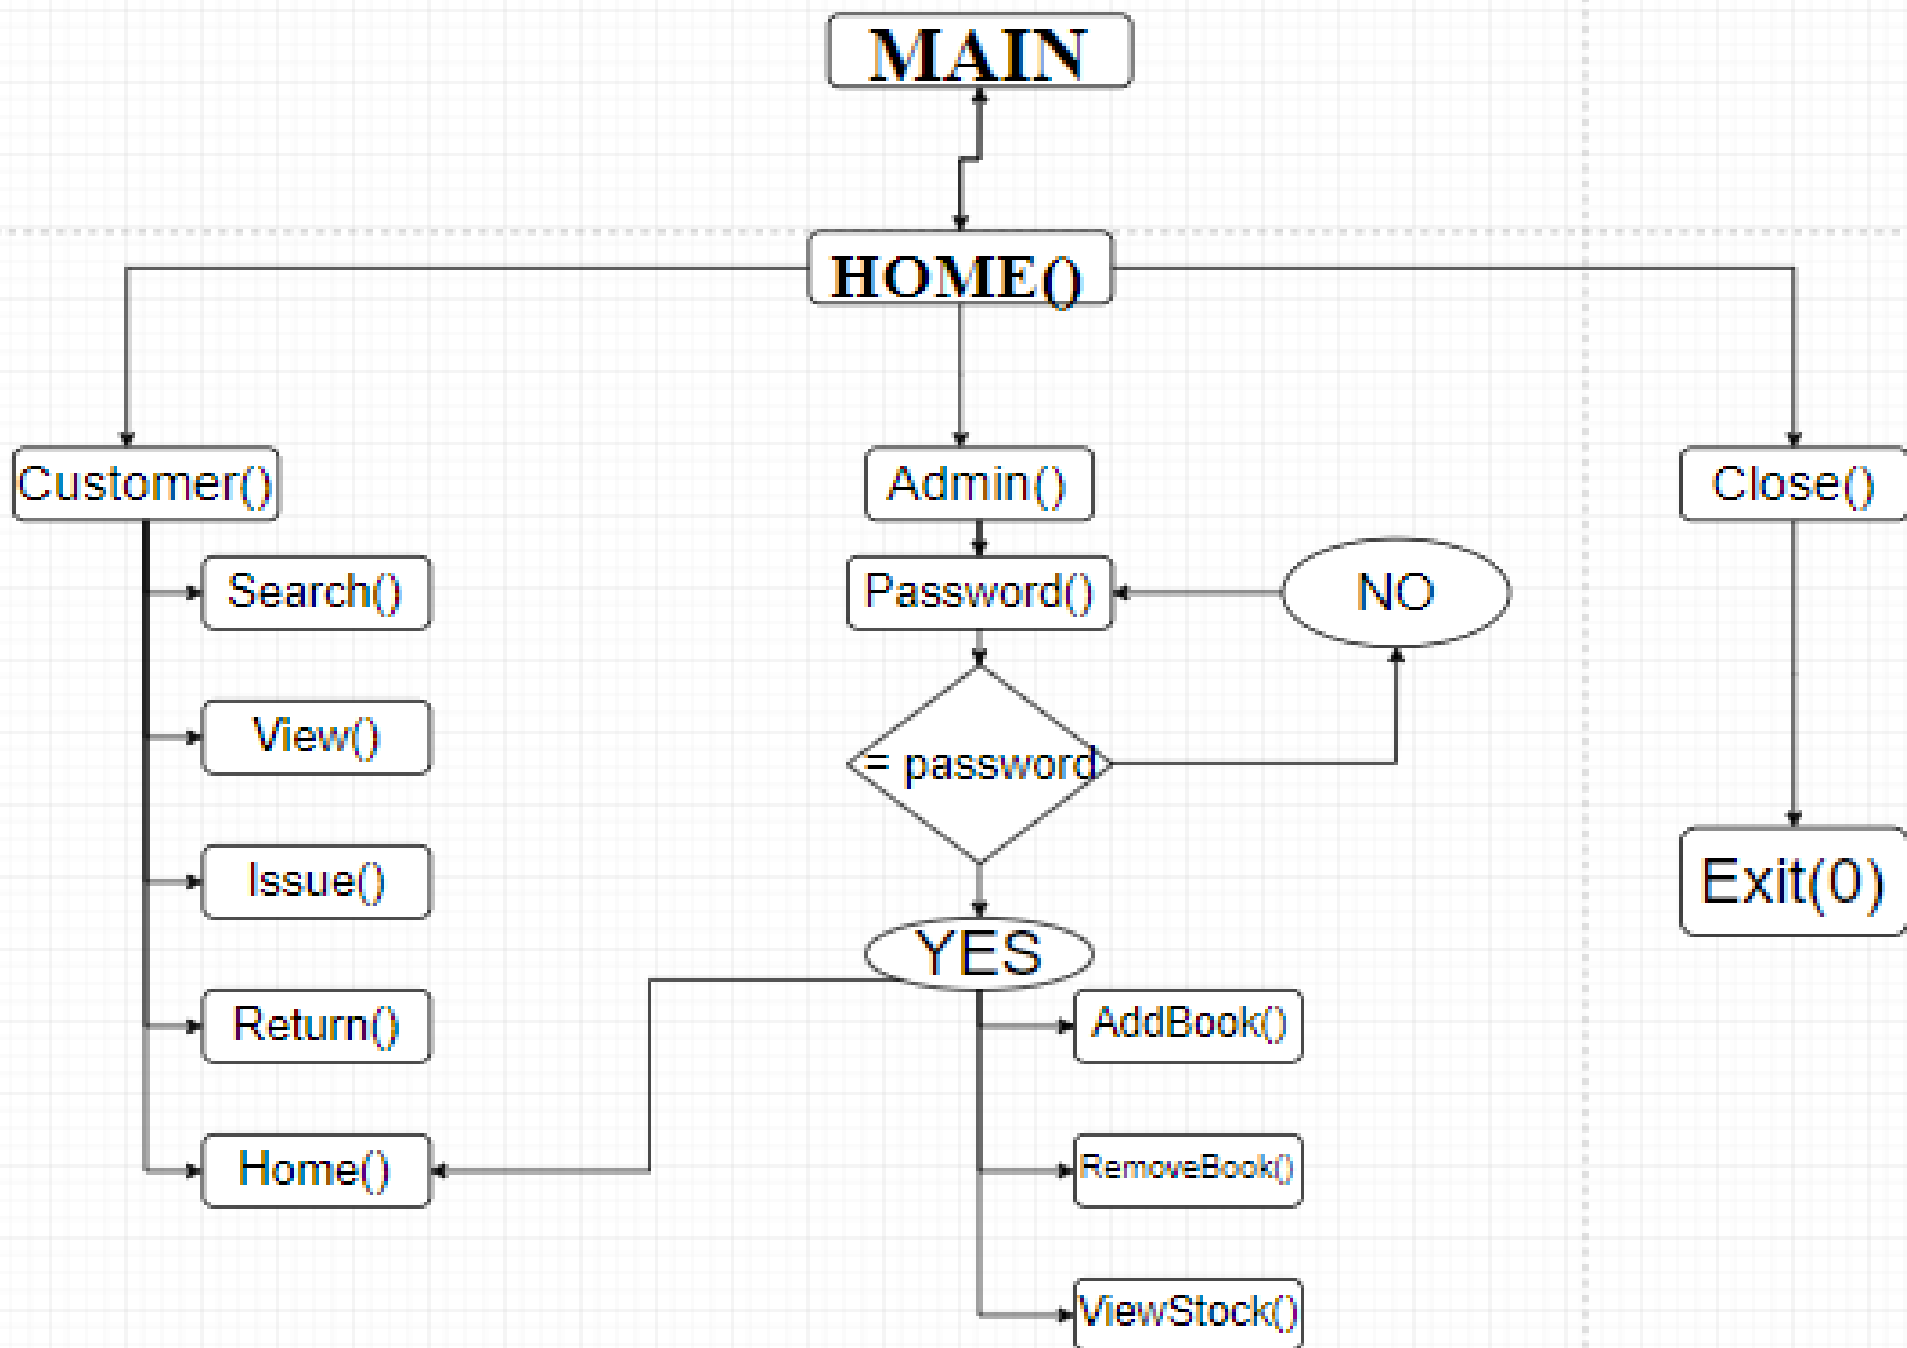 MAIN
HOME()
Customer()
Admin()
Close()
Search()
Password()
NO
View()
= password
Issue()
Exit(0)
YES
Return()
AddBook()
Home()
RemoveBook()
ViewStock()